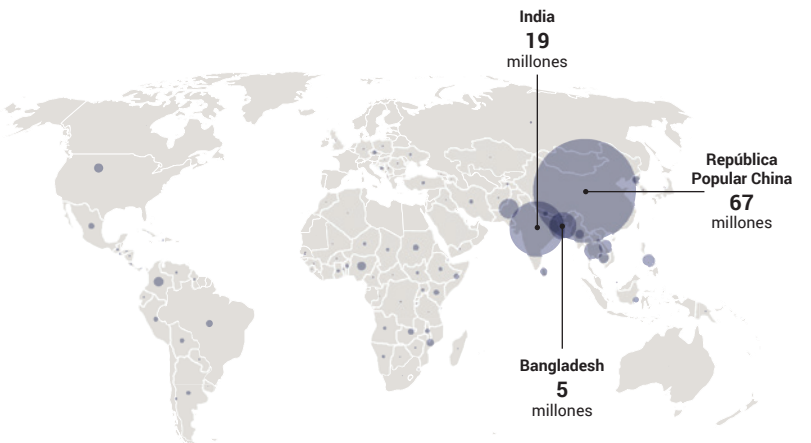 India
19
millones
República
Popular China
67
millones
Bangladesh
5
millones